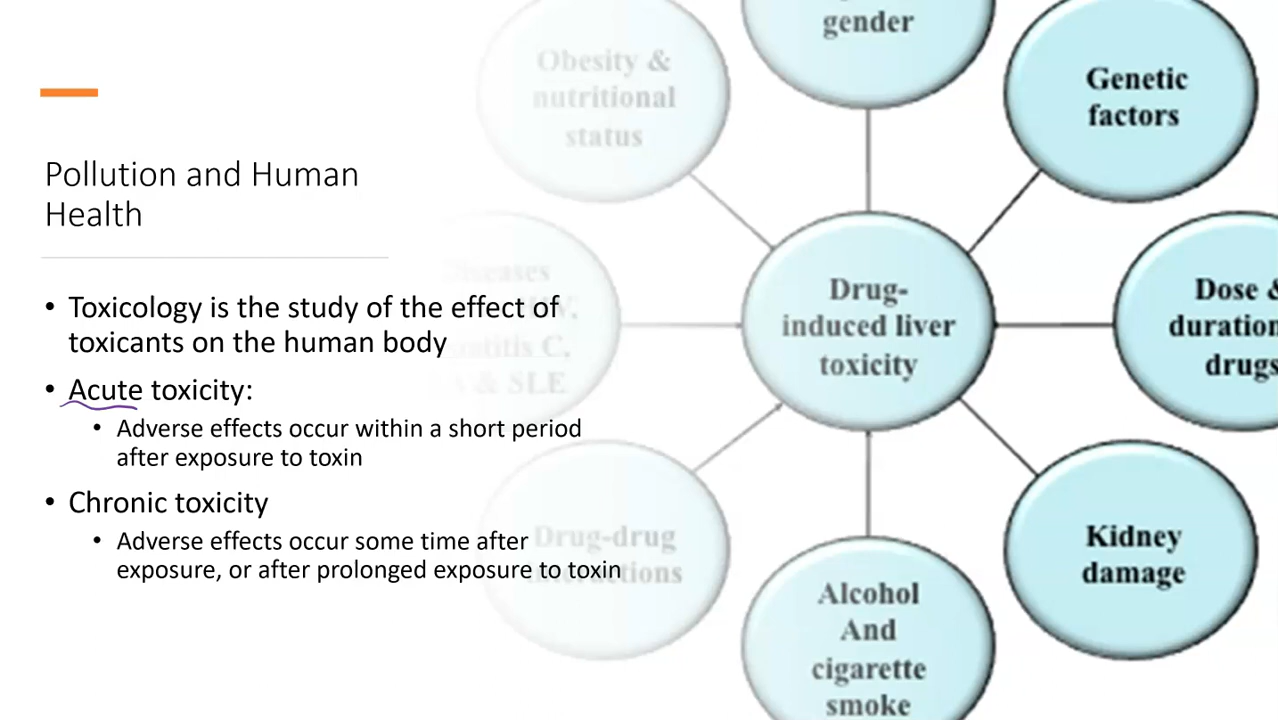 Pollution and Human
Health
• Toxicology is the study of the effect of
toxicants on the human body
• Acute toxicity:
• Adverse effects occur within a short period
after exposure to toxin
• Chronic toxicity
• Adverse effects occur some time after
exposure, or after prolonged exposure to toxin
gender
Obesity &
nutritional
status
Genetic
factors
Diseases
C.
& SLE
Drug-
induced liver
toxicity
Dose &
duration
drugs
Drug-drug
Kidney
damage
Alcohol
And
cigarette
smoke